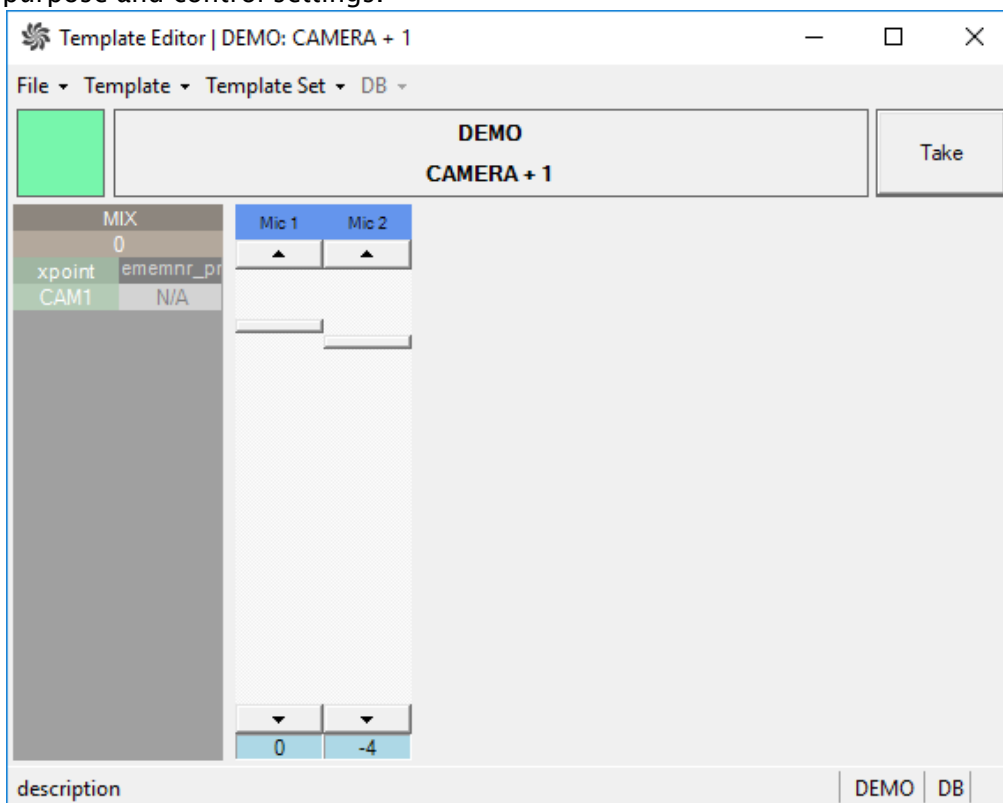 purpose and control settings.
Template Editor | DEMO: CAMERA + 1
File Template Template Set DB
DEMO
CAMERA + 1
Take
MIX
0
xpoint ememnr_pr
CAM1 N/A
Mic 1 Mic 2
0 -4
description DEMO DB